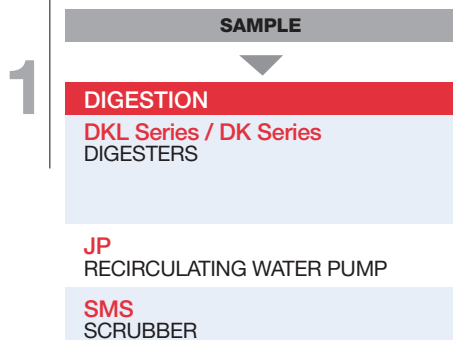 1
SAMPLE
DIGESTION
DKL Series / DK Series
DIGESTERS
JP
RECIRCULATING WATER PUMP
SMS
SCRUBBER